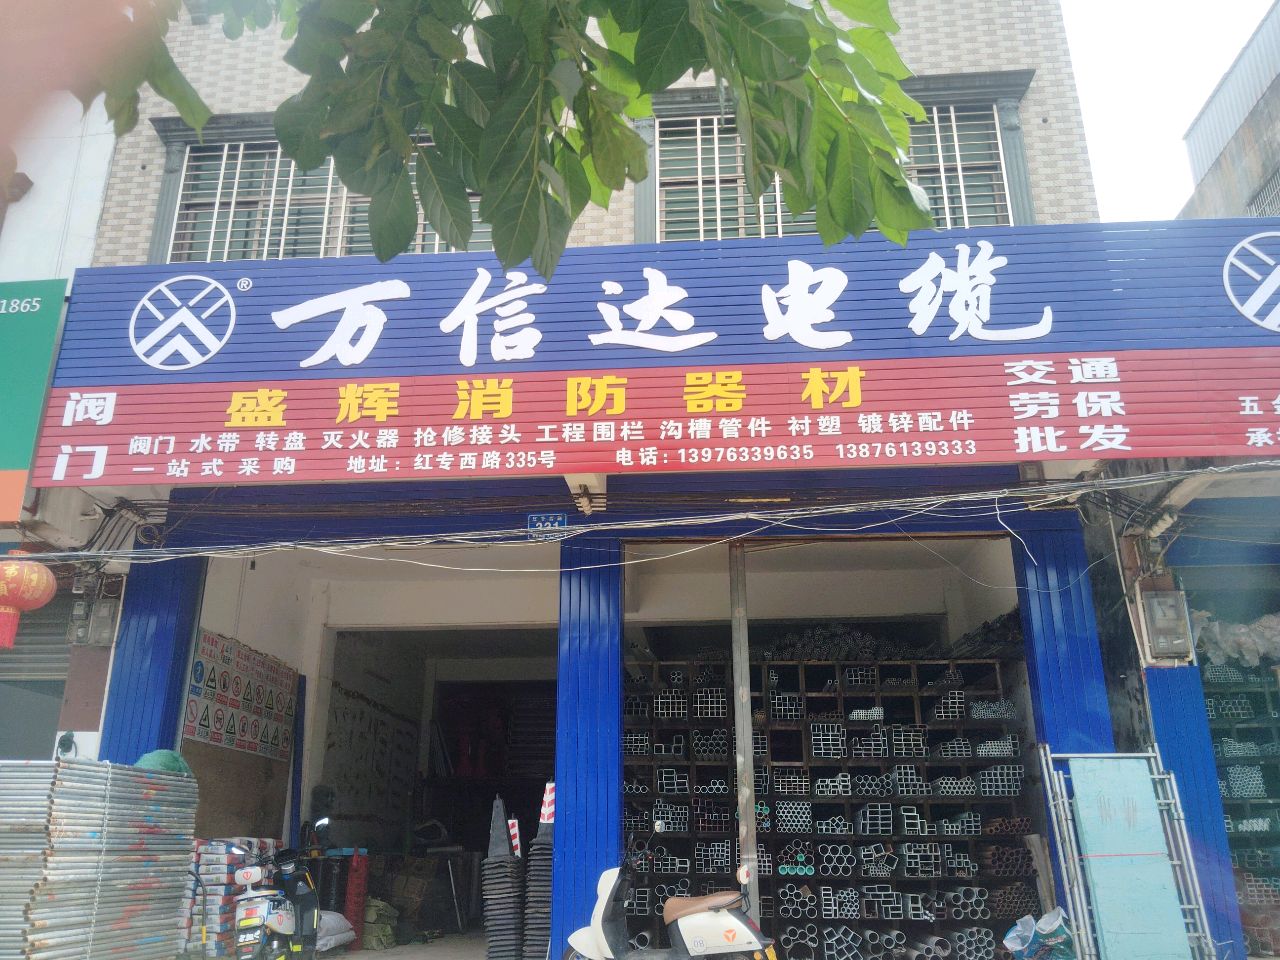 1865
®
万信达电缆
阀门
盛辉消防器材
阀门 水带 转盘 灭火器 抢修接头 工程围栏 沟槽管件 衬塑 镀锌配件
一站式采购 地址：红专西路335号 电话：13976339635 13876139333
交通
劳保
批发
五金
331